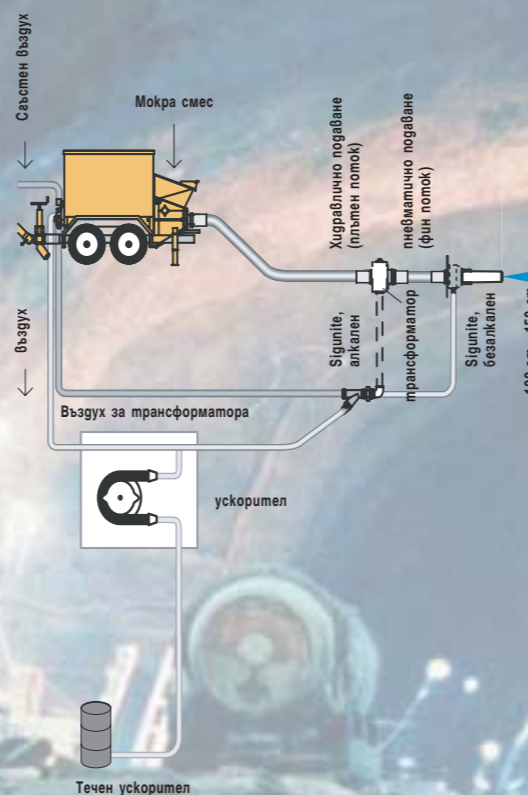 Сгъстен въздух
Мокра смес
Хидравлично подаване
(плътен поток)
пневматично подаване
(фин поток)
въздух
Sigunite,
алкален
трансформатор
Sigunite,
безалкален
Въздух за трансформатора
ускорител
Течен ускорител